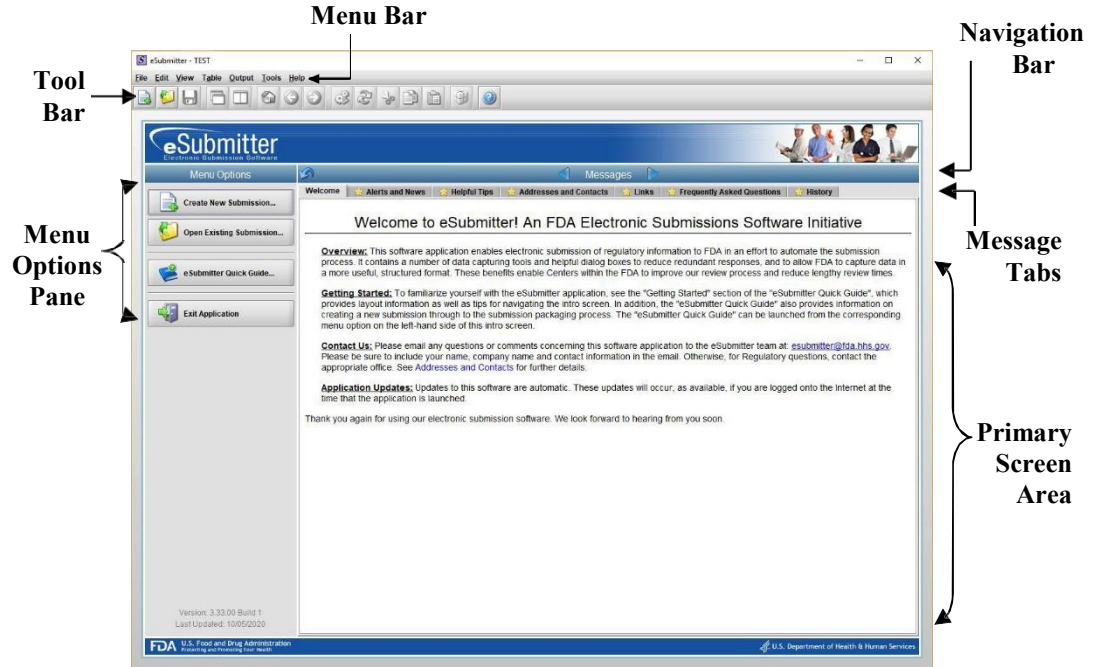 Menu Bar
Navigation
Bar
Tool
Bar
eSubmitter - TEST
File Edit View Table Output Tools Help
eSubmitter
Electronic Submission Software
Menu Options
Messages
Welcome Alerts and News Helpful Tips Addresses and Contacts Links Frequently Asked Questions History
Create New Submission...
Open Existing Submission...
eSubmitter Quick Guide...
Exit Application
Menu
Options
Pane
Message
Tabs
Welcome to eSubmitter! An FDA Electronic Submissions Software Initiative
Overview: This software application enables electronic submission of regulatory information to FDA in an effort to automate the submission
process. It contains a number of data capturing tools and helpful dialog boxes to reduce redundant responses, and to allow FDA to capture data in
a more useful, structured format. These benefits enable Centers within the FDA to improve our review process and reduce lengthy review times.
Getting Started: To familiarize yourself with the eSubmitter application, see the "Getting Started" section of the "eSubmitter Quick Guide", which
provides layout information as well as tips for navigating the intro screen. In addition, the "eSubmitter Quick Guide" also provides information on
creating a new submission through to the submission packaging process. The "eSubmitter Quick Guide" can be launched from the corresponding
menu option on the left-hand side of this intro screen.
Contact Us: Please email any questions or comments concerning this software application to the eSubmitter team at: esubmitter@fda.hhs.gov.
Please be sure to include your name, company name and contact information in the email. Otherwise, for Regulatory questions, contact the
appropriate office. See Addresses and Contacts for further details.
Application Updates: Updates to this software are automatic. These updates will occur, as available, if you are logged onto the Internet at the
time that the application is launched.
Thank you again for using our electronic submission software. We look forward to hearing from you soon.
Primary
Screen
Area
Version: 3.33.00 Build 1
Last Updated: 10/05/2020
FDA U.S. Food and Drug Administration
Protecting and Promoting Your Health
U.S. Department of Health & Human Services